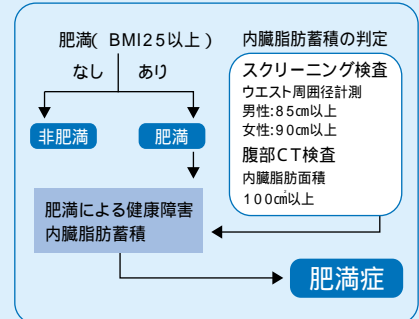 肥満( BMI25以上)
なし あり
非肥満 肥満
肥満による健康障害
内臓脂肪蓄積
内臓脂肪蓄積の判定
スクリーニング検査
ウエスト周囲径計測
男性:85㎝以上
女性:90㎝以上
腹部CT検査
内臓脂肪面積
100㎠以上
肥満症